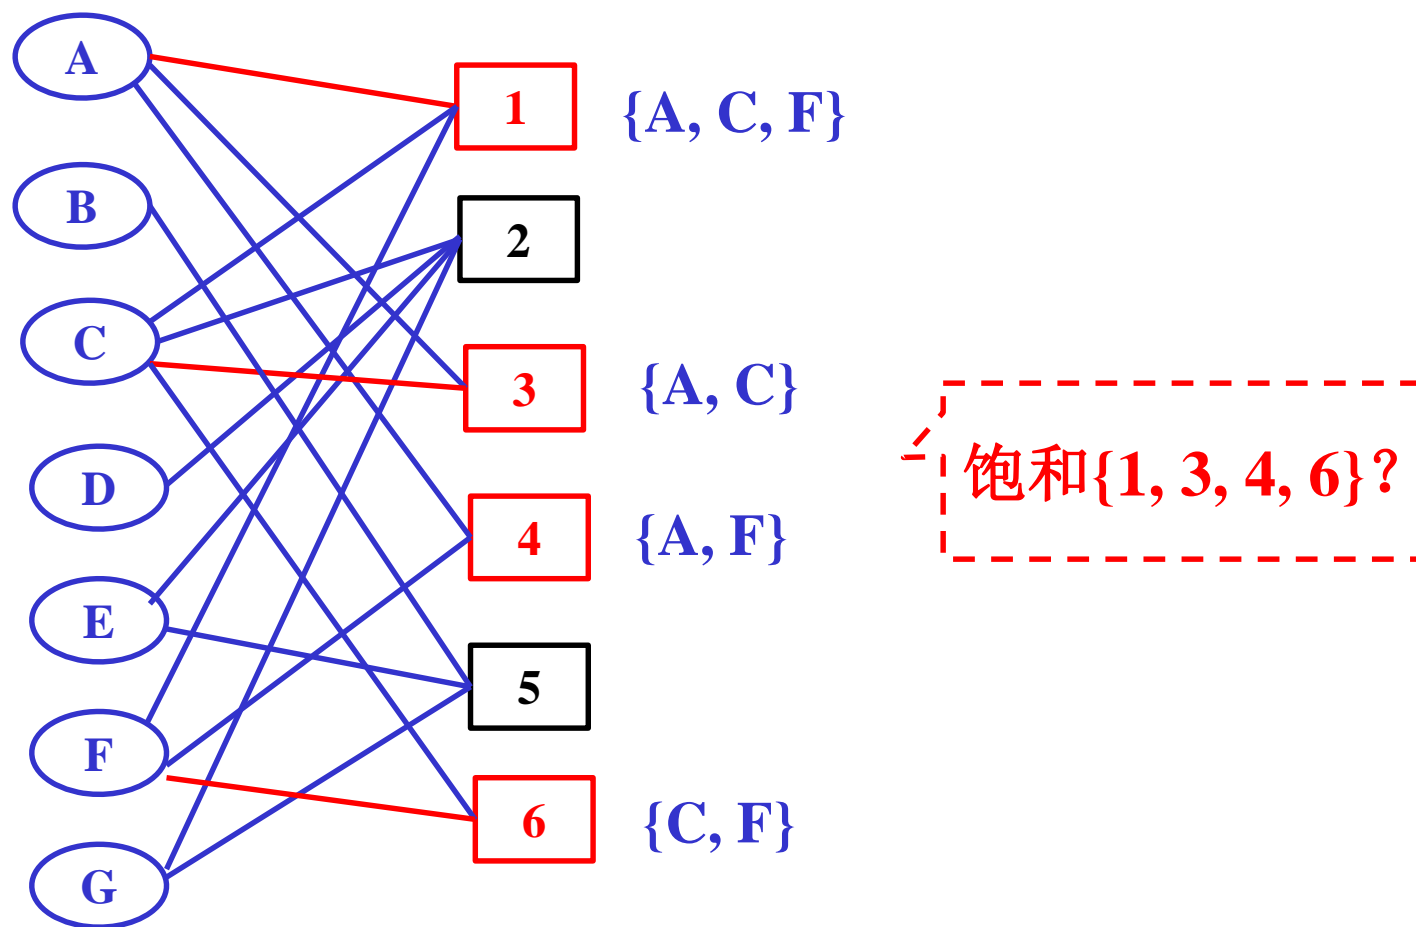 A
1 {A, C, F}
B
2
C
3 {A, C}
饱和{1, 3, 4, 6}？
D
4 {A, F}
E
5
F
6 {C, F}
G